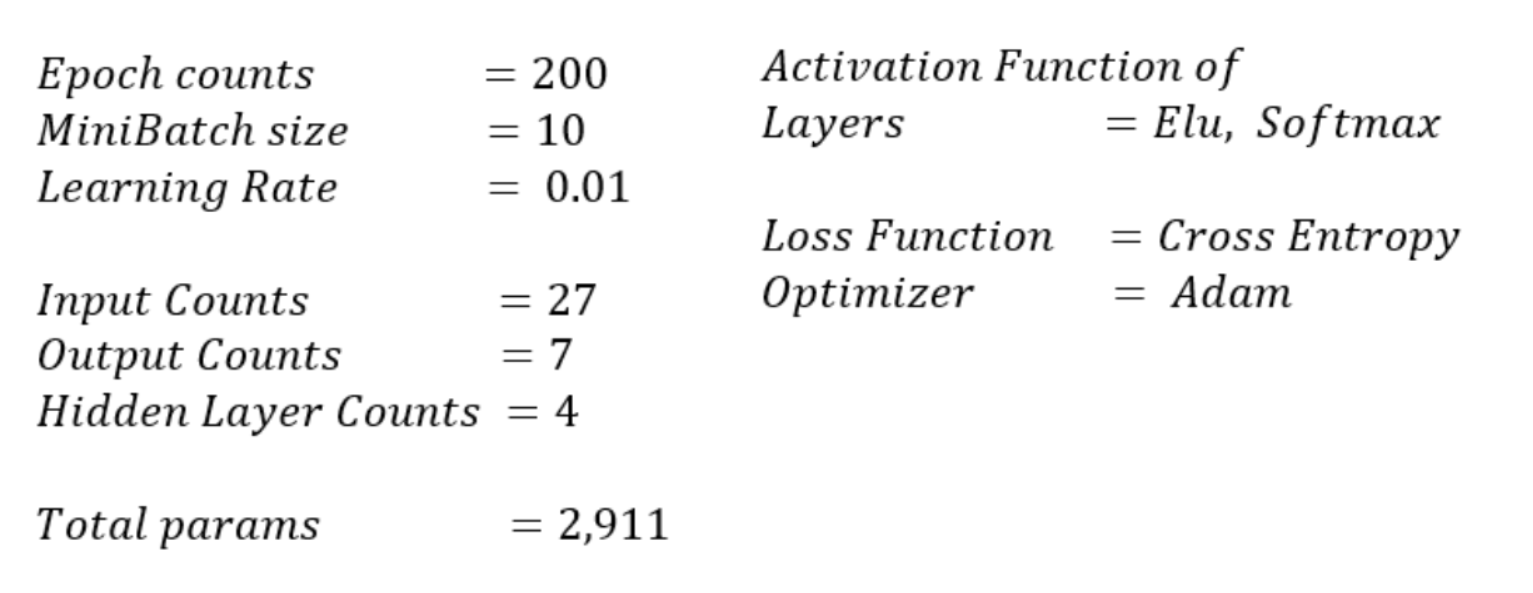 Epoch counts = 200
MiniBatch size = 10
Learning Rate = 0.01
Input Counts = 27
Output Counts = 7
Hidden Layer Counts = 4
Total params = 2,911
Activation Function of
Layers = Elu, Softmax
Loss Function = Cross Entropy
Optimizer = Adam